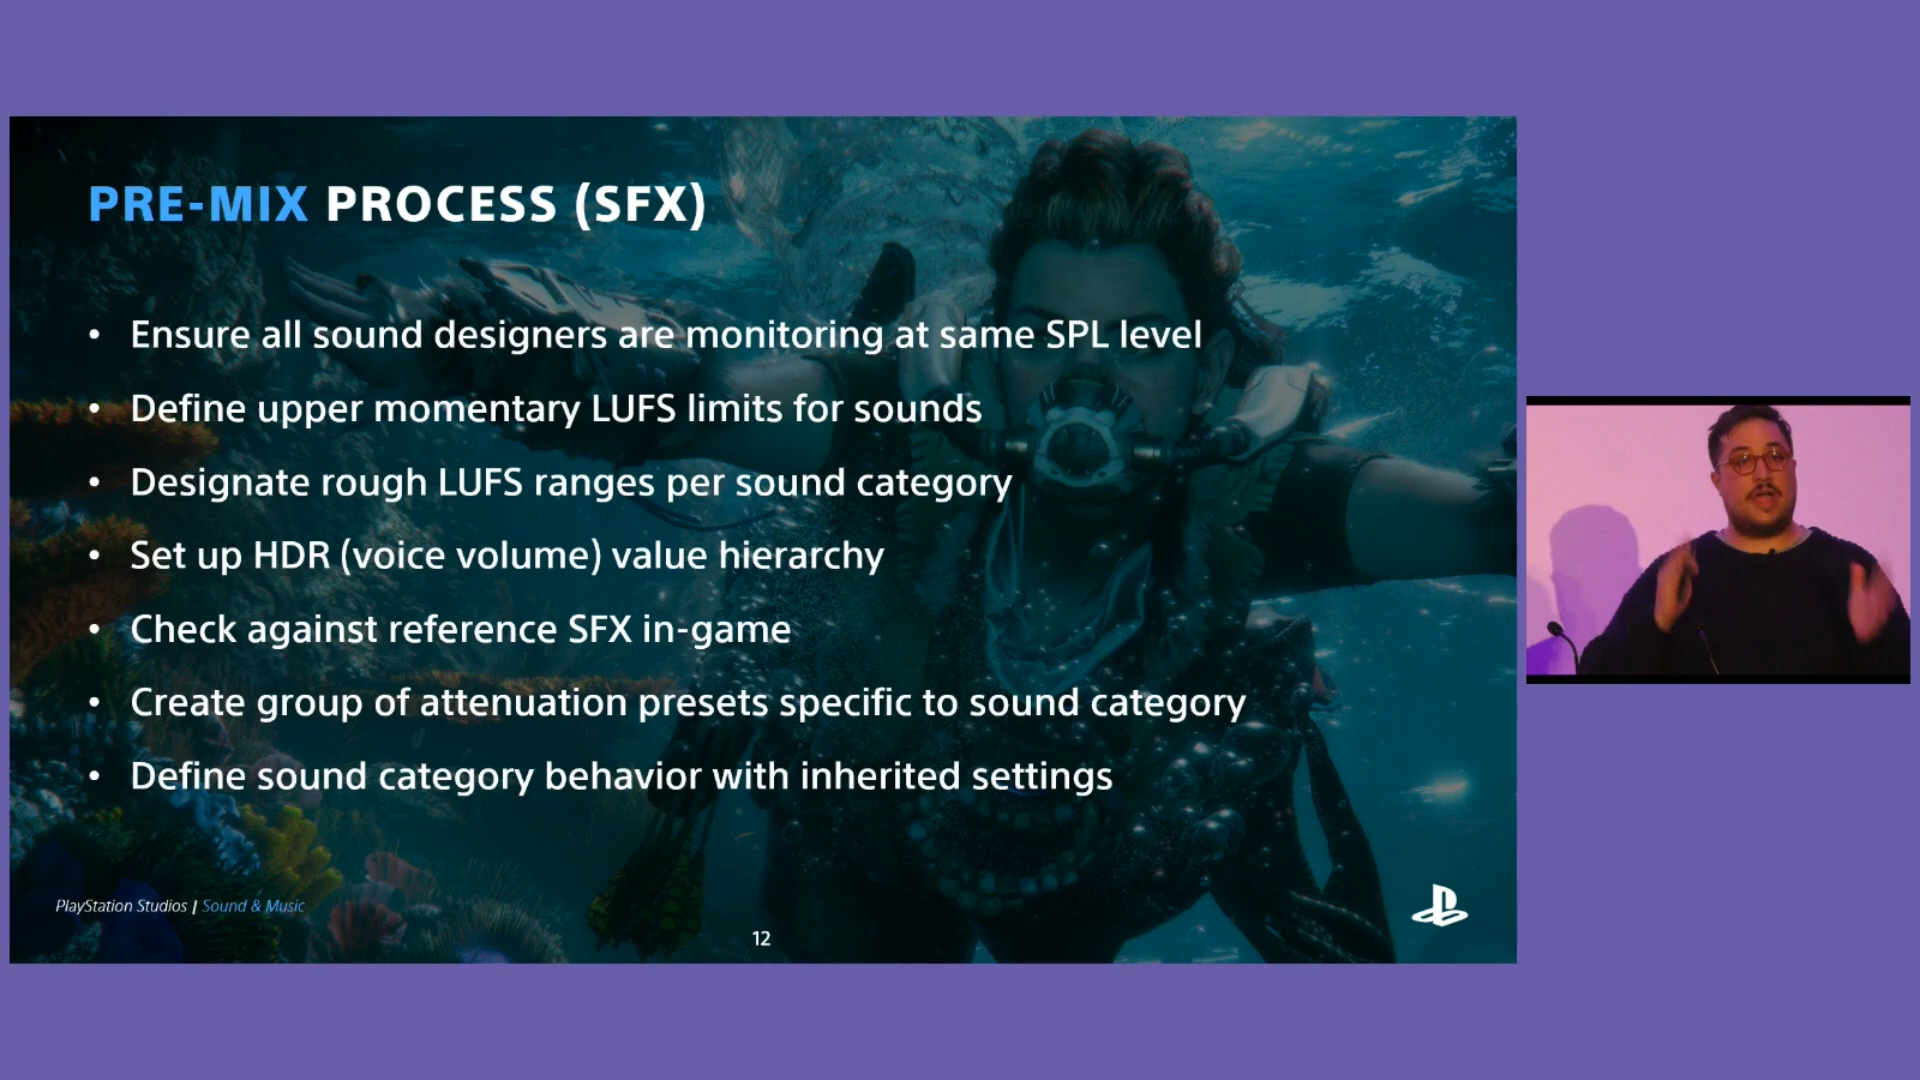 PRE-MIX PROCESS (SFX)
• Ensure all sound designers are monitoring at same SPL level
• Define upper momentary LUFS limits for sounds
• Designate rough LUFS ranges per sound category
• Set up HDR (voice volume) value hierarchy
• Check against reference SFX in-game
• Create group of attenuation presets specific to sound category
• Define sound category behavior with inherited settings
PlayStation Studios | Sound & Music
12